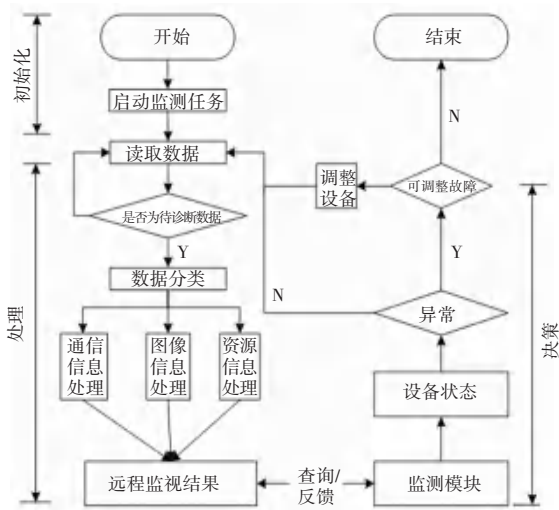 开始
结束
初始化
启动监测任务
N
读取数据
调整
设备
可调整故障
是否为待诊断数据
Y
Y
数据分类
N
异常
处理
决策
通信
信息
处理
图像
信息
处理
资源
信息
处理
设备状态
远程监视结果
查询/
反馈
监测模块